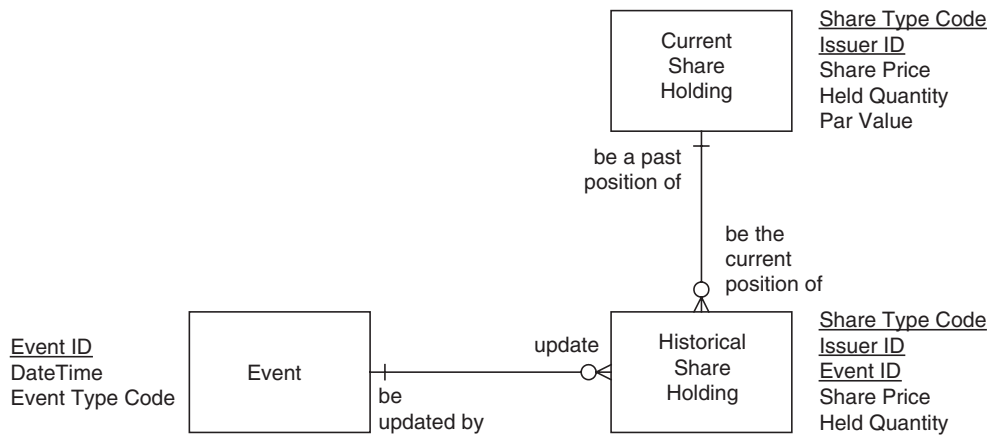 Current
Share
Holding
Share Type Code
Issuer ID
Share Price
Held Quantity
Par Value
be a past
position of
be the
current
position of
Event ID
DateTime
Event Type Code
Event
be
updated by
update
Historical
Share
Holding
Share Type Code
Issuer ID
Event ID
Share Price
Held Quantity